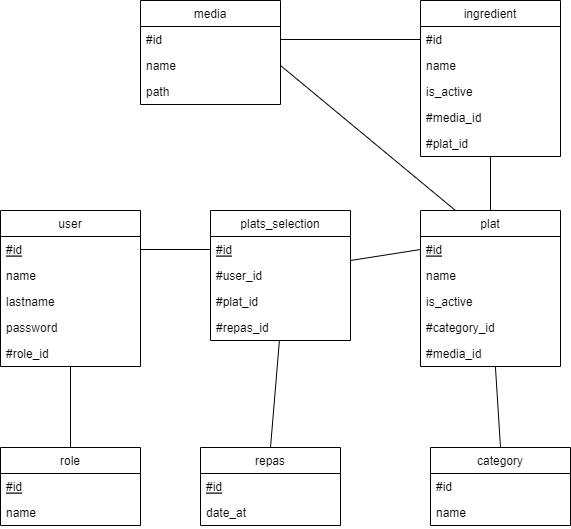 media
#id
name
path
ingredient
#id
name
is_active
#media_id
#plat_id
user
#id
name
lastname
password
#role_id
plats_selection
#id
#user_id
#plat_id
#repas_id
plat
#id
name
is_active
#category_id
#media_id
role
#id
name
repas
#id
date_at
category
#id
name